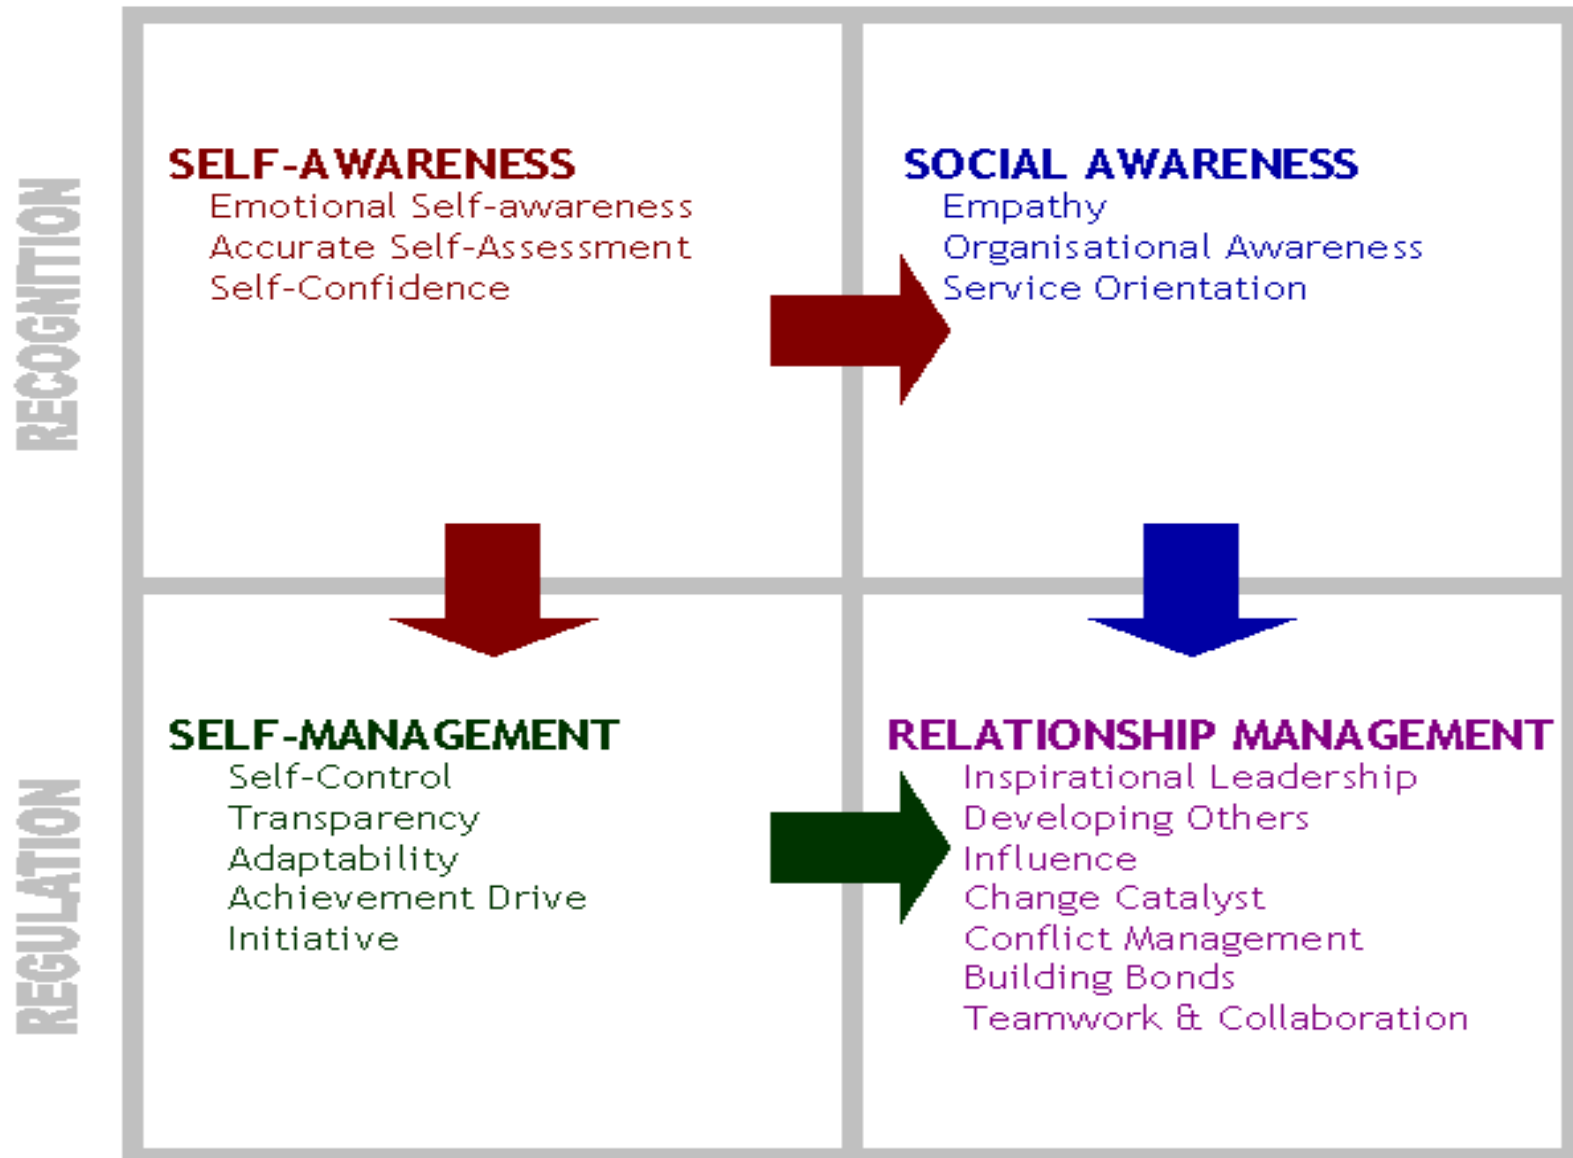 RECOGNITION
SELF-AWARENESS
Emotional Self-awareness
Accurate Self-Assessment
Self-Confidence
SOCIAL AWARENESS
Empathy
Organisational Awareness
Service Orientation
REGULATION
SELF-MANAGEMENT
Self-Control
Transparency
Adaptability
Achievement Drive
Initiative
RELATIONSHIP MANAGEMENT
Inspirational Leadership
Developing Others
Influence
Change Catalyst
Conflict Management
Building Bonds
Teamwork & Collaboration